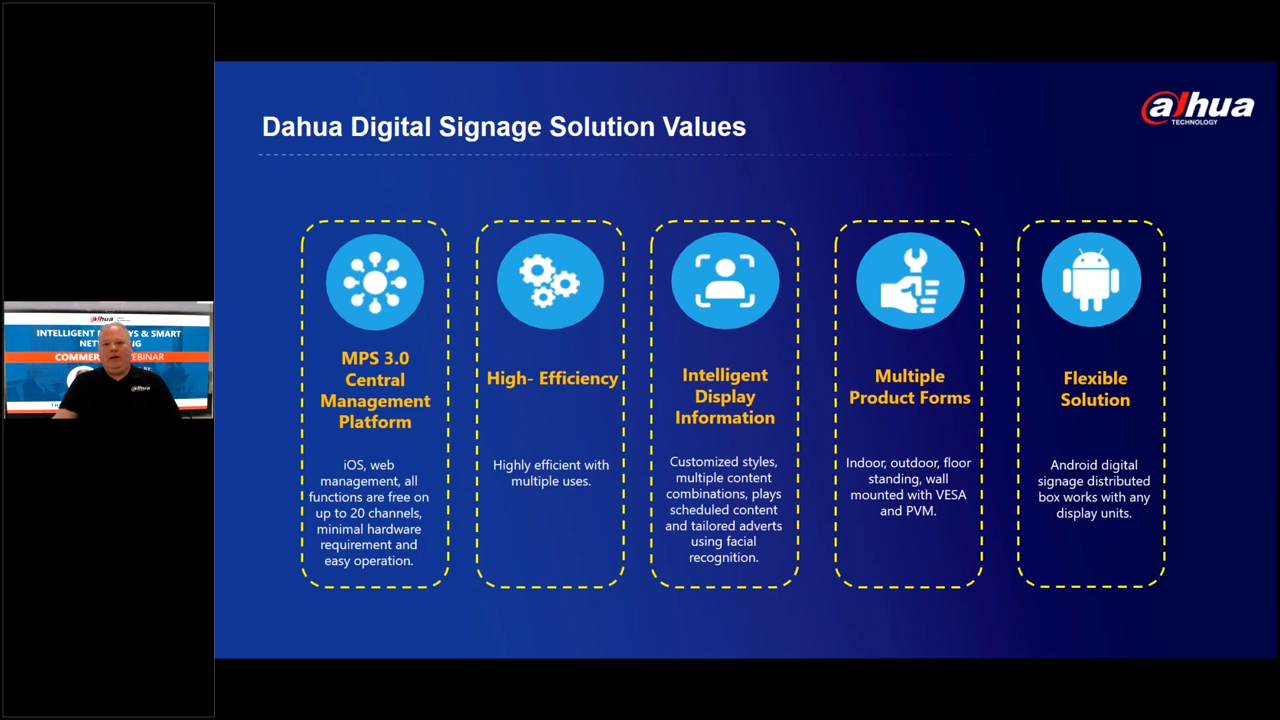 Dahua Digital Signage Solution Values
alhua
TECHNOLOGY
MPS 3.0
Central
Management
Platform
iOS, web
management, all
functions are free on
up to 20 channels,
minimal hardware
requirement and
easy operation.
High- Efficiency
Highly efficient with
multiple uses.
Intelligent
Display
Information
Customized styles,
multiple content
combinations, plays
scheduled content
and tailored adverts
using facial
recognition.
Multiple
Product Forms
Indoor, outdoor, floor
standing, wall
mounted with VESA
and PVM.
Flexible
Solution
Android digital
signage distributed
box works with any
display units.
alhua
INTELLIGENT & SMART